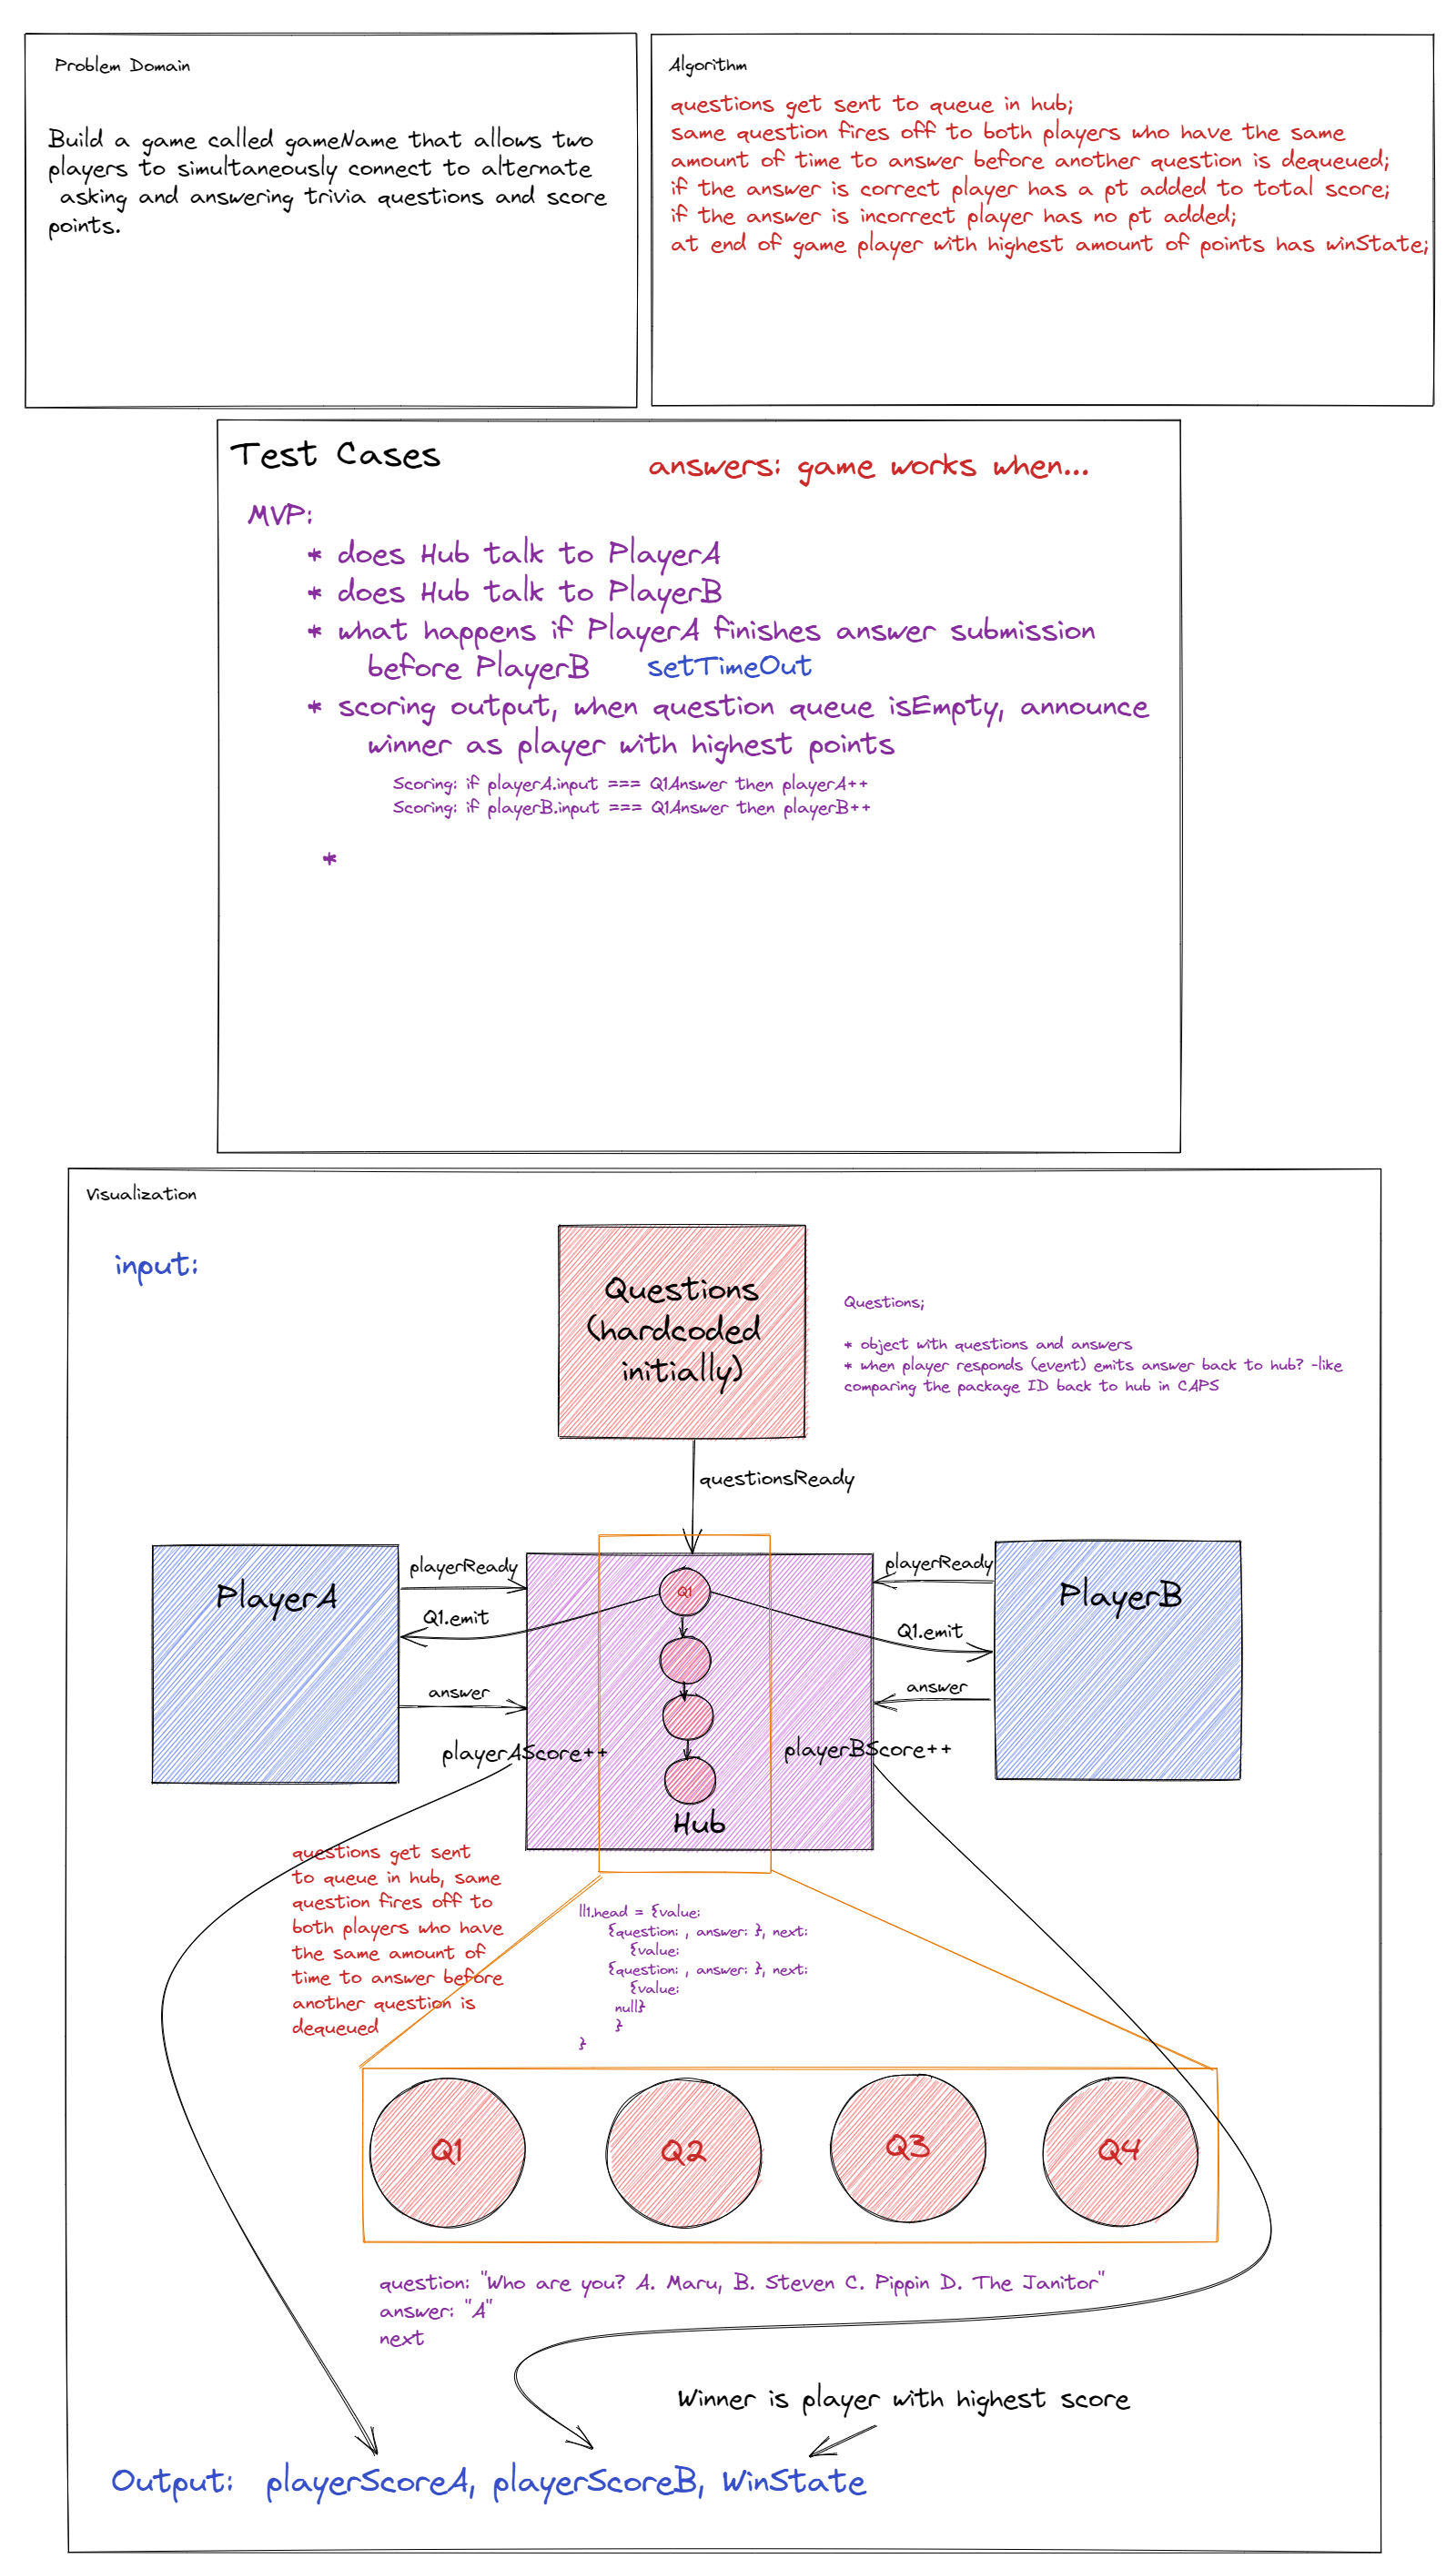 Problem Domain
Build a game called gameName that allows two
players to simultaneously connect to alternate
asking and answering trivia questions and score
points.
Algorithm
questions get sent to queue in hub;
same question fires off to both players who have the same
amount of time to answer before another question is dequeued;
if the answer is correct player has a pt added to total score;
if the answer is incorrect player has no pt added;
at end of game player with highest amount of points has winState;
Test Cases
answers: game works when...
MVP:
* does Hub talk to PlayerA
* does Hub talk to PlayerB
* what happens if PlayerA finishes answer submission
before PlayerB
setTimeOut
* scoring output, when question queue isEmpty, announce
winner as player with highest points
Scoring: if playerA.input === Q1Answer then playerA++
Scoring: if playerB.input === Q1Answer then playerB++
*
Visualization
input:
Questions
(hardcoded
initially)
Questions;
* object with questions and answers
* when player responds (event) emits answer back to hub? -like
comparing the package ID back to hub in CAPS
questionsReady
PlayerA
playerReady
Q1.emit
answer
playerAScore++
Q1
Hub
playerReady
Q1.emit
answer
playerBScore++
PlayerB
questions get sent
to queue in hub, same
question fires off to
both players who have
the same amount of
time to answer before
another question is
dequeued
ll1.head = {value:
{question: , answer: }, next:
{value:
{question: , answer: }, next:
{value:
null}
}
}
Q1
Q2
Q3
Q4
question: "Who are you? A. Maru, B. Steven C. Pippin D. The Janitor"
answer: "A"
next
Winner is player with highest score
Output: playerScoreA, playerScoreB, WinState